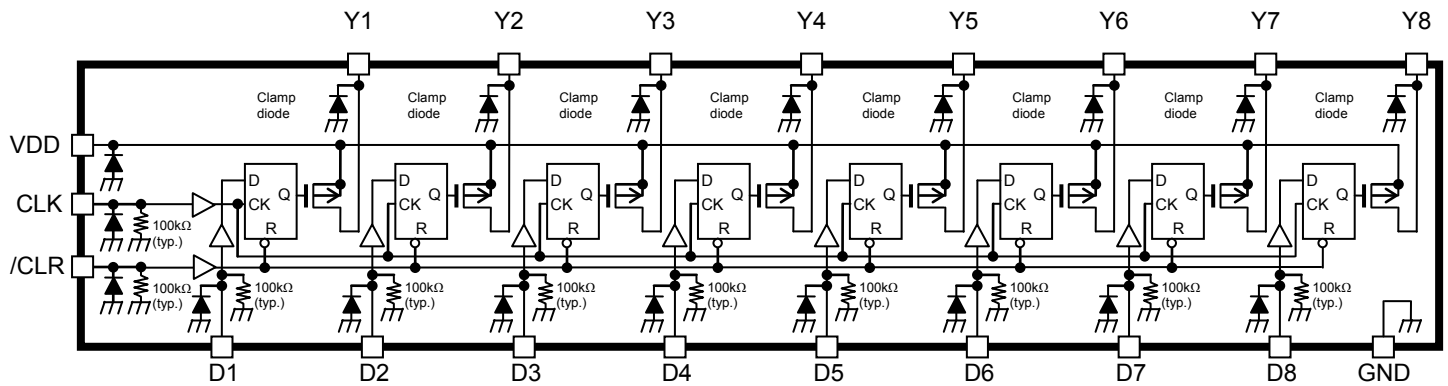 Y1 Y2 Y3 Y4 Y5 Y6 Y7 Y8
Clamp diode Clamp diode Clamp diode Clamp diode Clamp diode Clamp diode Clamp diode
VDD
D D D D D D D D
Q Q Q Q Q Q Q Q
CLK
CK CK CK CK CK CK CK CK
100kΩ (typ.)
R R R R R R R R
/CLR
100kΩ (typ.) 100kΩ (typ.) 100kΩ (typ.) 100kΩ (typ.) 100kΩ (typ.) 100kΩ (typ.) 100kΩ (typ.) 100kΩ (typ.) 100kΩ (typ.)
D1 D2 D3 D4 D5 D6 D7 D8 GND